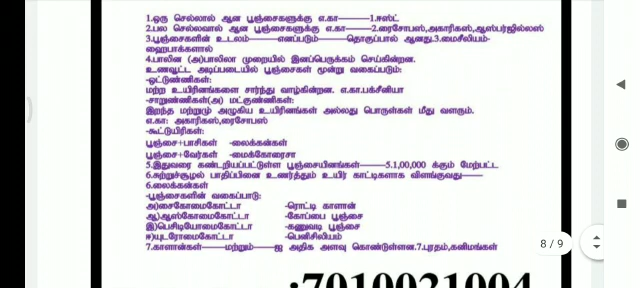 1.ஒரு செல்லால் ஆன பூஞ்சைகளுக்கு எ.கா-----1.ஈஸ்ட்
2.பல செல்லவால் ஆன பூஞ்சைகளுக்கு எ.கா-----2.ரைசோபஸ்,அகாரிகஸ்,ஆஸ்பர்ஜில்லஸ்
3.பூஞ்சைகளின் உடலம்-----எனப்படும்-----தொகுப்பால் ஆனது.3.மைசீலியம்-
ஹைபாக்களால்
4.பாலின (அ)பாலிலா முறையில் இனப்பெருக்கம் செய்கின்றன.
உணவூட்ட அடிப்படையில் பூஞ்சைகள் மூன்று வகைப்படும்:
-ஒட்டுண்ணிகள்:
மற்ற உயிரினங்களை சார்ந்து வாழ்கின்றன. எ.கா.பக்சீனியா
-சாறுண்ணிகள்(அ) மட்குண்ணிகள்:
இறந்த மற்றுமு் அழுகிய உயிரினங்கள் அல்லது பொருள்கள் மீது வளரும்.
எ.கா: அகாரிகஸ்,ரைசோபஸ்
-கூட்டுயிரிகள்:
பூஞ்சை+பாசிகள் -லைக்கன்கள்
பூஞ்சை+வேர்கள் -மைக்கோரைசா
5.இதுவரை கண்டறியப்பட்டுள்ள பூஞ்சையினங்கள்-----5.1,00,000 க்கும் மேற்பட்ட
6.சுற்றுச்சூழல் பாதிப்பினை உணர்த்தும் உயிர் காட்டிகளாக விளங்குவது-----
6.லைக்கன்கள்
-பூஞ்சைகளின் வகைப்பாடு:
அ)சைகோமைகோட்டா -ரொட்டி காளான்
ஆ)ஆஸ்கோமைகோட்டா -கோப்பை பூஞ்சை
இ)பெசிடியோமைகோட்டா -கணுவடி பூஞ்சை
ஈ)யுடரோமைகோட்டா -பெனிசிலியம்
7.காளான்கள்-----மற்றும்-----ஐ அதிக அளவு கொண்டுள்ளன.7.புரதம்,கனிமங்கள்
8 / 9
:7010021004